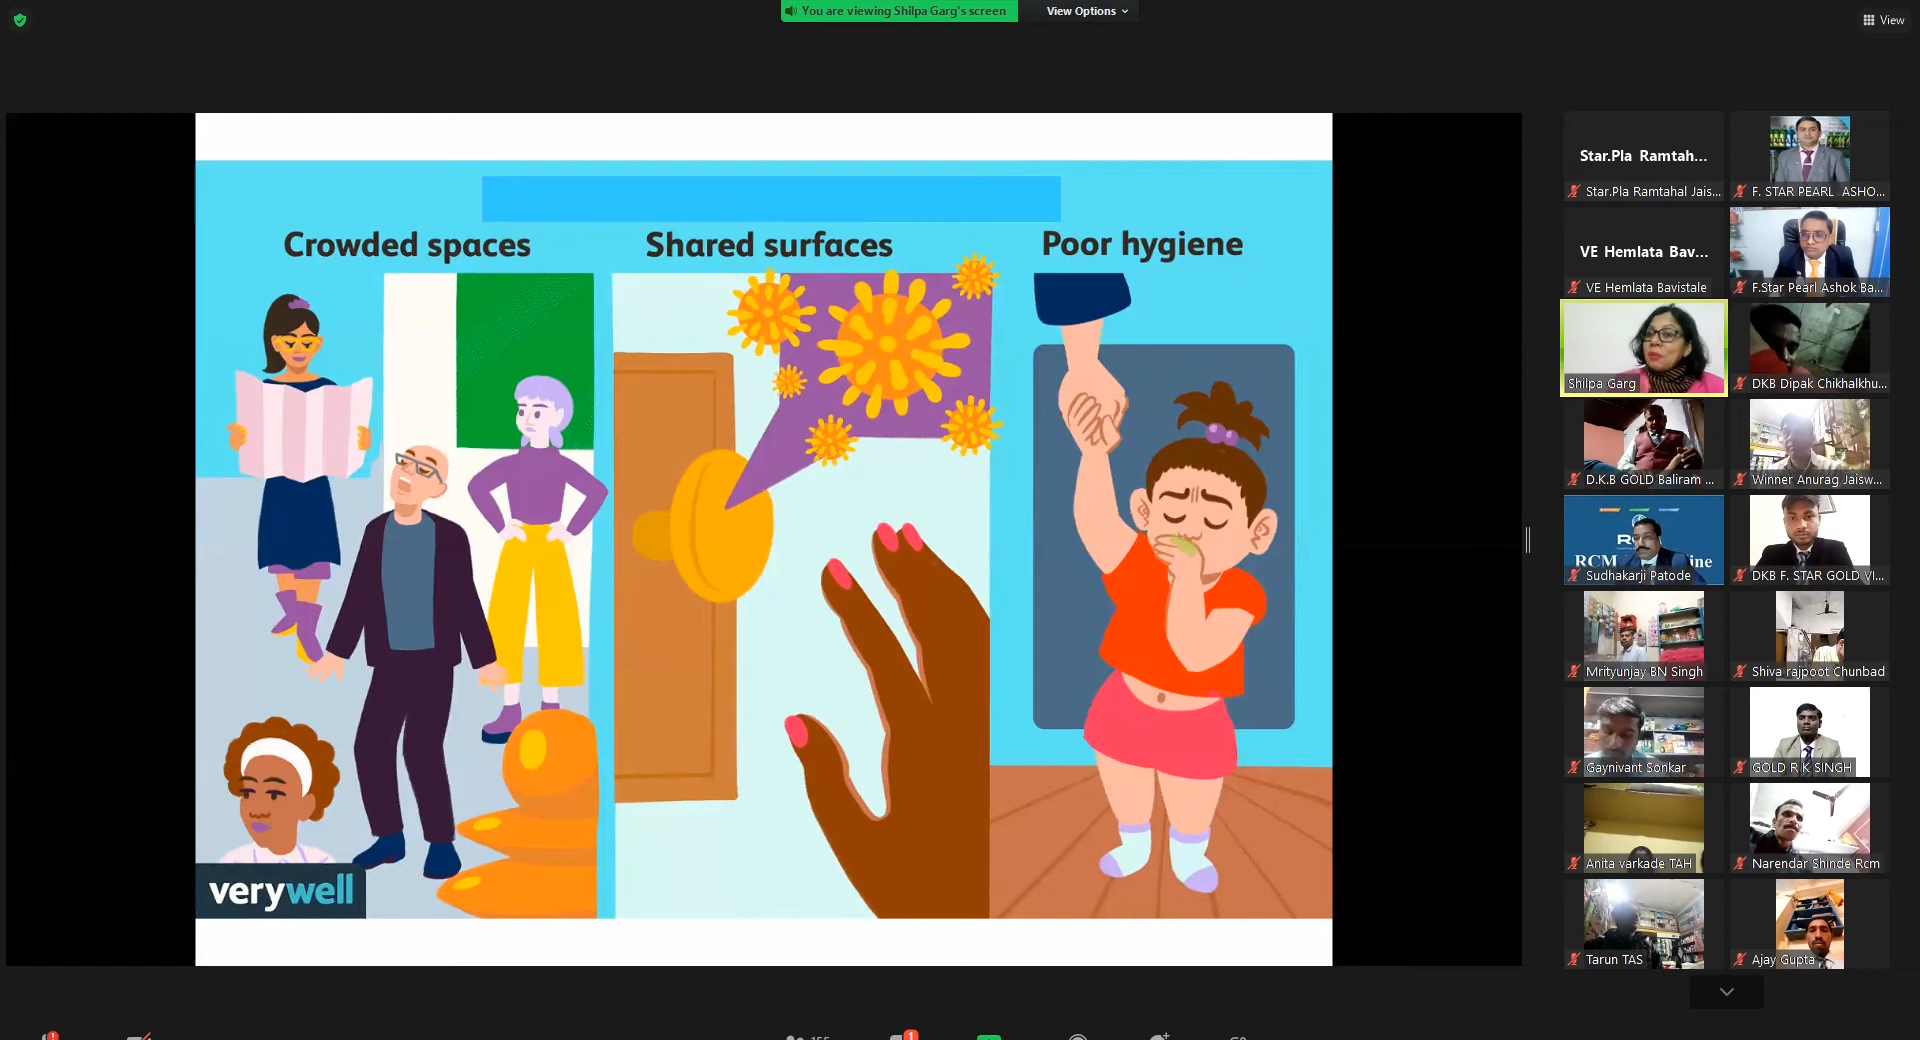 You are viewing Shilpa Garg's screen
View Options
View
Crowded spaces
Shared surfaces
Poor hygiene
verywell
Star.Pla Ramtah...
Star.Pla Ramtahal Jais...
F. STAR PEARL ASHO...
VE Hemlata Bav...
VE Hemlata Bavistale
F.Star Pearl Ashok Ba...
Shilpa Garg
DKB Dipak Chikhalkhu...
D.K.B GOLD Baliram ...
Winner Anurag Jaisw...
Sudhakarji Patode
DKB F. STAR GOLD VI...
Mrityunjay BN Singh
Shiva rajpoot Chunbad
Gaynivant Sonkar
GOLD R K SINGH
Anita varkade TAH
Narendar Shinde Rcm
Tarun TAS
Ajay Gupta
1